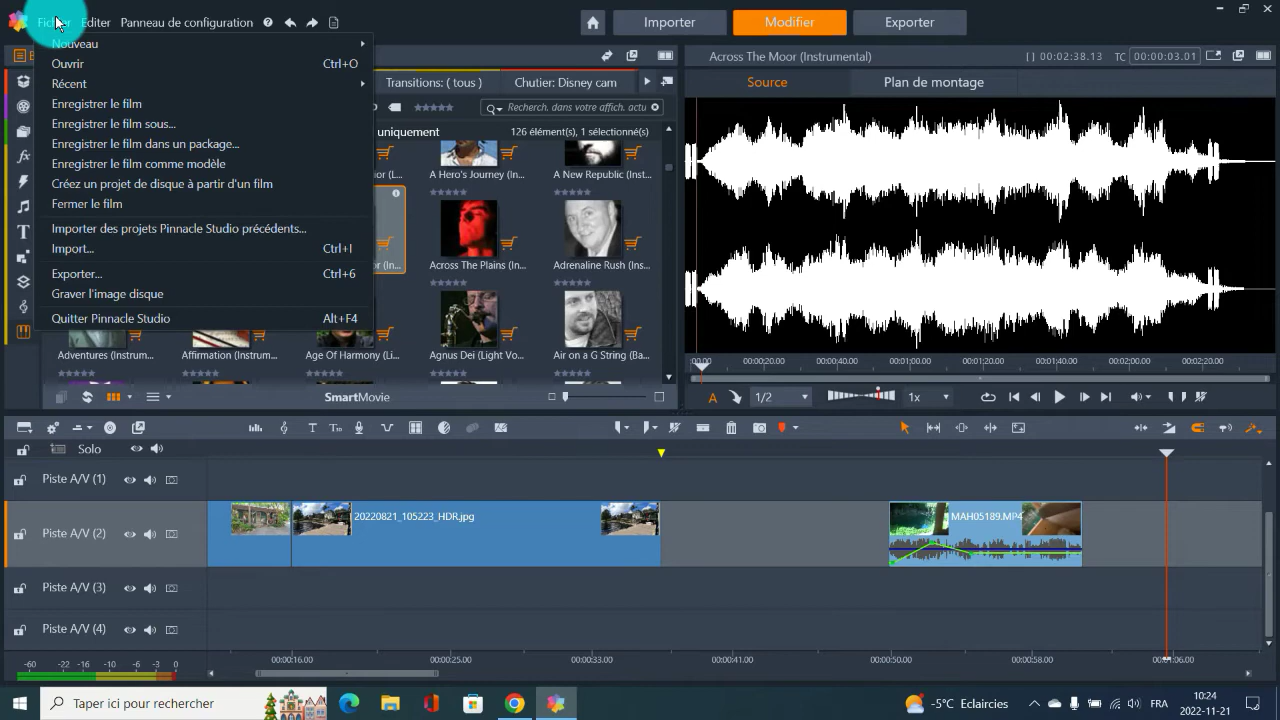 Fichier Editer Panneau de configuration
Importer Modifier Exporter
Nouveau
Ouvrir Ctrl+O
Récent
Enregistrer le film
Enregistrer le film sous...
Enregistrer le film dans un package...
Enregistrer le film comme modèle
Créez un projet de disque à partir d'un film
Fermer le film
Importer des projets Pinnacle Studio précédents...
Import... Ctrl+I
Exporter... Ctrl+6
Graver l'image disque
Quitter Pinnacle Studio Alt+F4
Transitions: ( tous ) Chutier: Disney cam
Recherch. dans votre affich. actu
uniquement 126 élément(s), 1 sélectionné(s)
A Hero's Journey (In... A New Republic (Inst...
Across The Plains (In... Adrenaline Rush (Ins...
Adventures (Instrum... Affirmation (Instrum... Age Of Harmony (Li... Agnus Dei (Light Vo... Air on a G String (Ba...
SmartMovie
Across The Moor (Instrumental) [] 00:02:38.13 TC 00:00:03.01
Source Plan de montage
:00.00 00:00:20.00 00:00:40.00 00:01:00.00 00:01:20.00 00:01:40.00 00:02:00.00 00:02:20.00
A 1/2 1x
Solo
Piste A/V (1)
Piste A/V (2) 20220821_105223_HDR.jpg MAH05189.MP4
Piste A/V (3)
Piste A/V (4)
-60 -22 -16 -10 -6 -3 0
00:00:16.00 00:00:25.00 00:00:33.00 00:00:41.00 00:00:50.00 00:00:58.00 00:01:06.00
Taper ici pour rechercher
-5°C Eclaircies FRA 10:24
2022-11-21